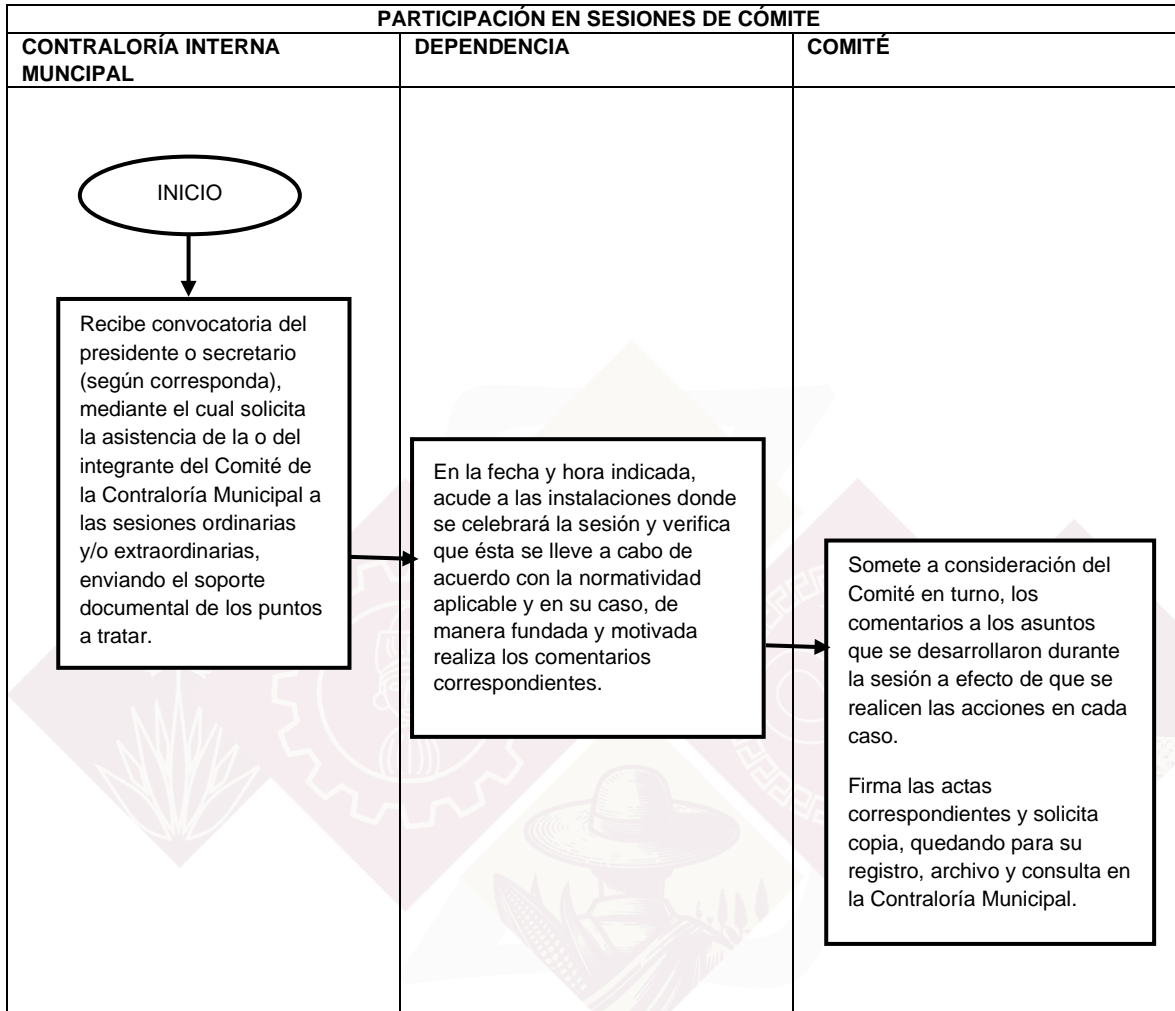 PARTICIPACIÓN EN SESIONES DE CÓMITE
CONTRALORÍA INTERNA
MUNCIPAL
DEPENDENCIA
COMITÉ
INICIO
Recibe convocatoria del
presidente o secretario
(según corresponda),
mediante el cual solicita
la asistencia de la o del
integrante del Comité de
la Contraloría Municipal a
las sesiones ordinarias
y/o extraordinarias,
enviando el soporte
documental de los puntos
a tratar.
En la fecha y hora indicada,
acude a las instalaciones donde
se celebrará la sesión y verifica
que ésta se lleve a cabo de
acuerdo con la normatividad
aplicable y en su caso, de
manera fundada y motivada
realiza los comentarios
correspondientes.
Somete a consideración del
Comité en turno, los
comentarios a los asuntos
que se desarrollaron durante
la sesión a efecto de que se
realicen las acciones en cada
caso.
Firma las actas
correspondientes y solicita
copia, quedando para su
registro, archivo y consulta en
la Contraloría Municipal.